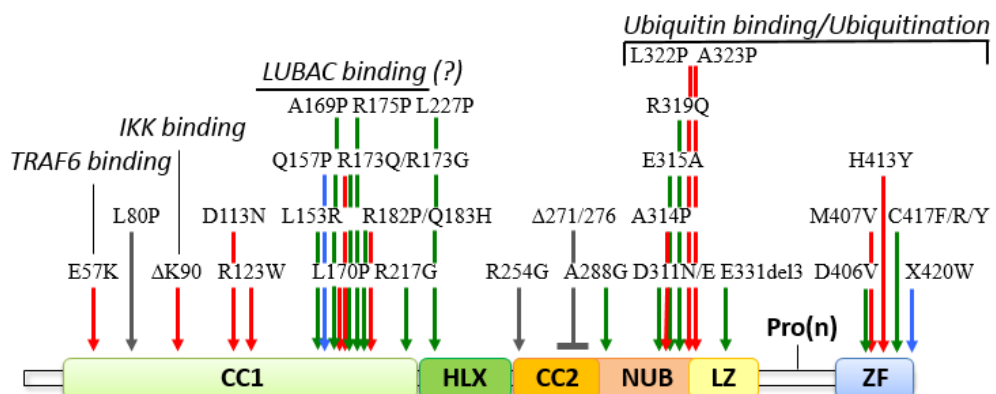 Ubiquitin binding/Ubiquitination
L322P A323P
LUBAC binding (?)
A169P R175P L227P R319Q
IKK binding
TRAF6 binding Q157P R173Q/R173G E315A H413Y
L80P D113N L153R R182P/Q183H Δ271/276 A314P M407V C417F/R/Y
E57K ΔK90 R123W L170P R217G R254G A288G D311N/E E331del3 D406V X420W
Pro(n)
CC1 HLX CC2 NUB LZ ZF